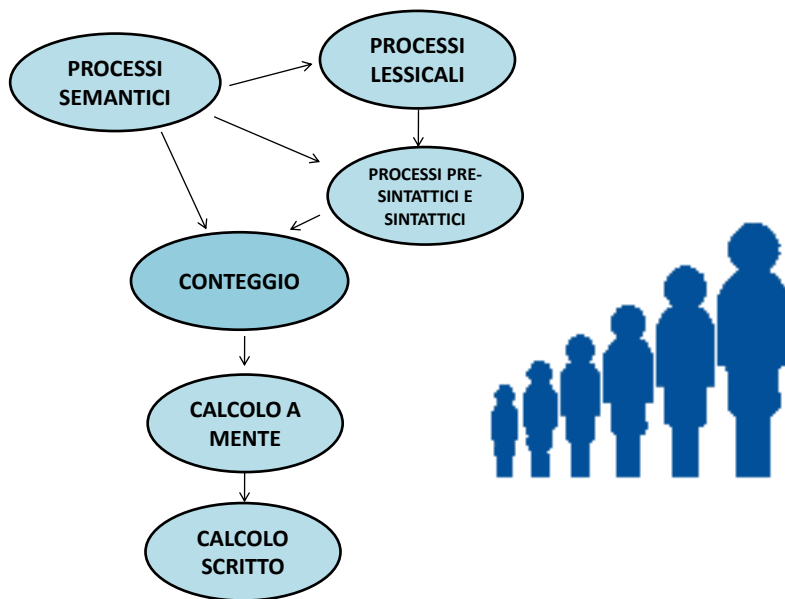 PROCESSI
SEMANTICI
PROCESSI
LESSICALI
PROCESSI PRE-
SINTATTICI E
SINTATTICI
CONTEGGIO
CALCOLO A
MENTE
CALCOLO
SCRITTO